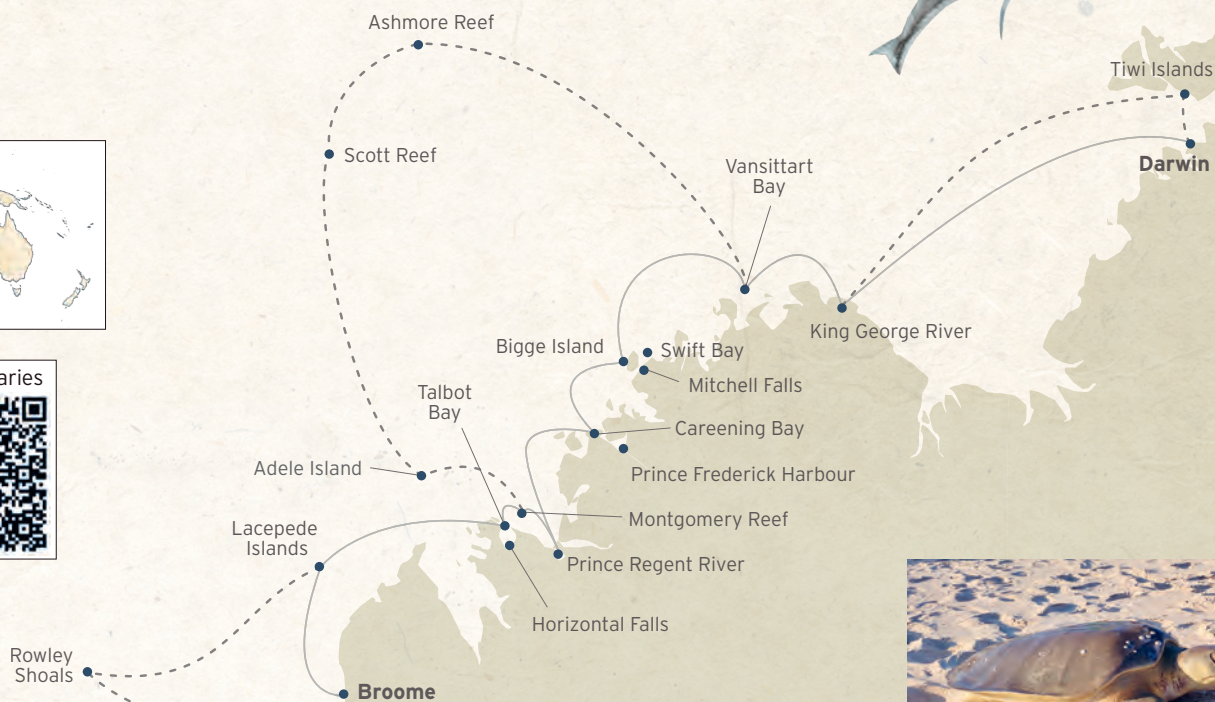 Ashmore Reef
Tiwi Islands
Scott Reef
Vansittart
Bay
Darwin
King George River
Bigge Island
Swift Bay
aries
Mitchell Falls
Talbot
Bay
Careening Bay
Adele Island
Prince Frederick Harbour
Montgomery Reef
Lacepede
Islands
Prince Regent River
Horizontal Falls
Rowley
Shoals
Broome